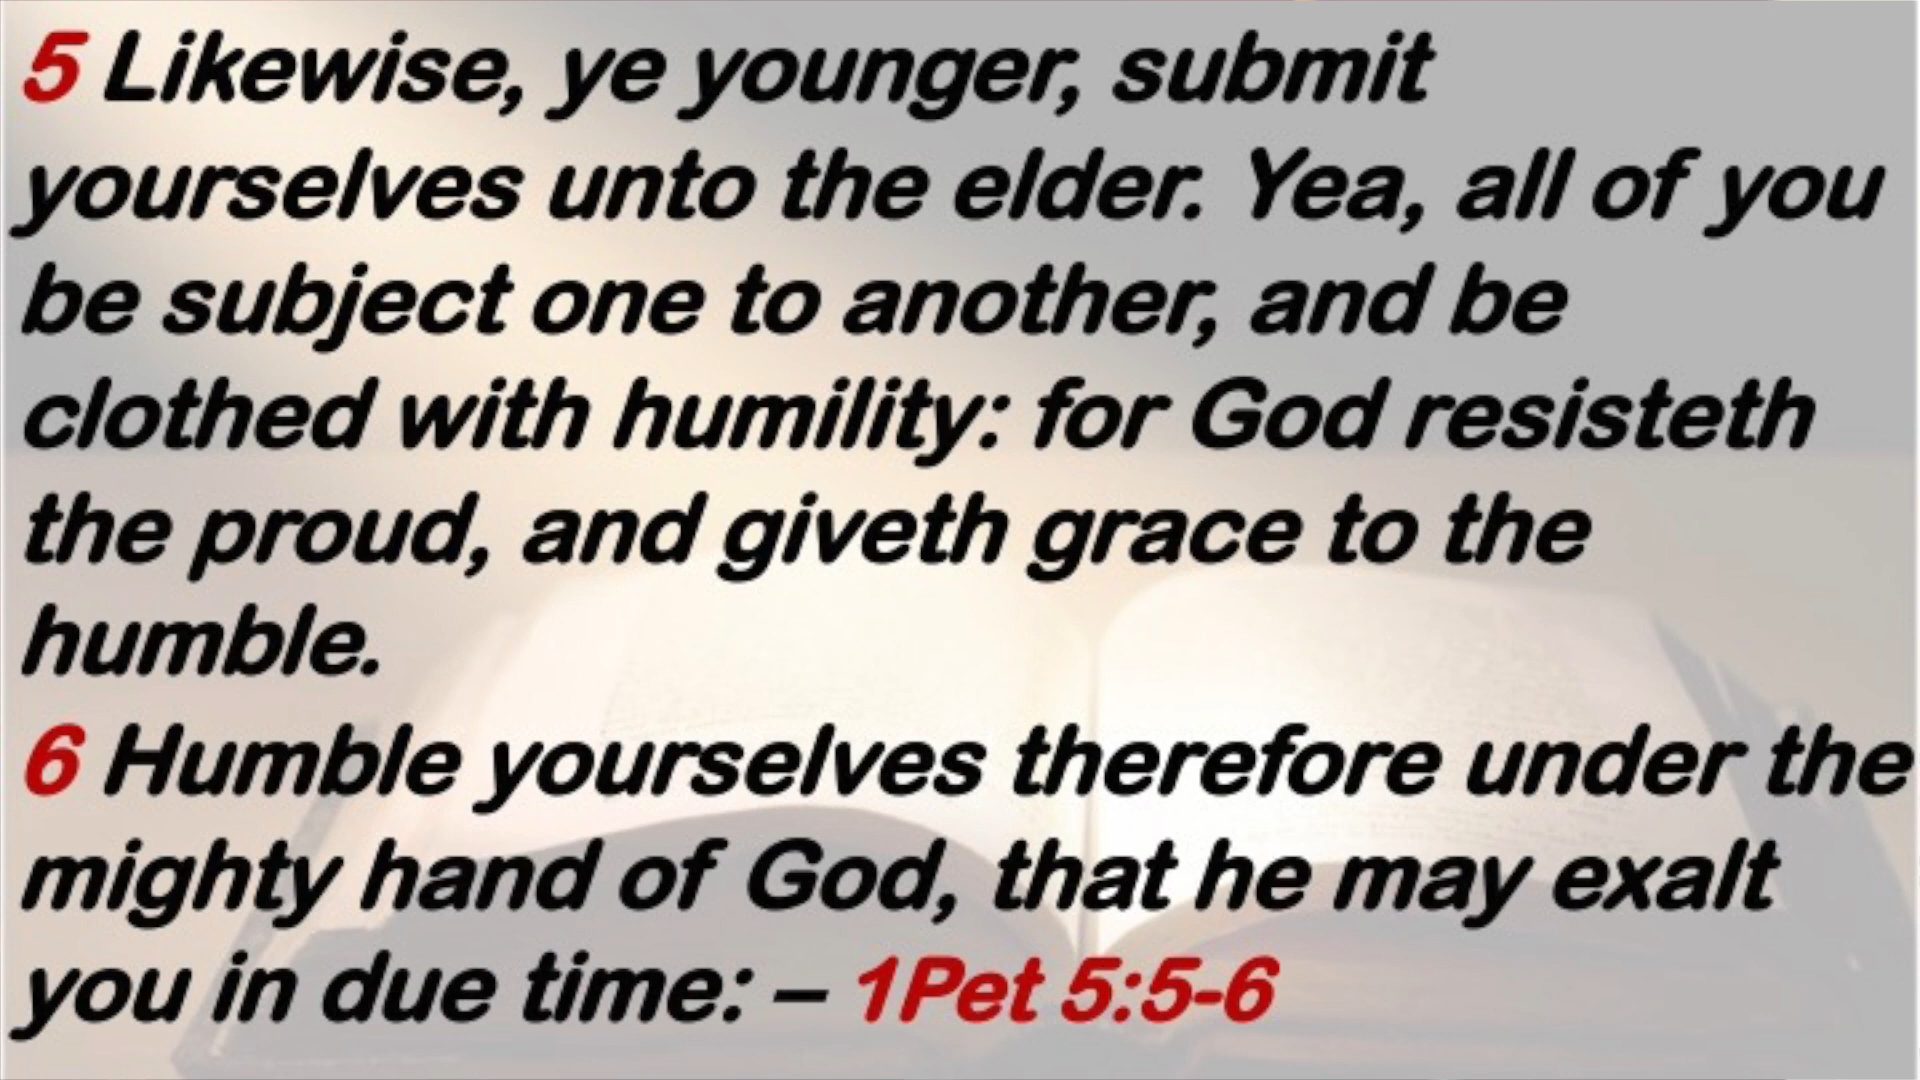 5 Likewise, ye younger, submit
yourselves unto the elder. Yea, all of you
be subject one to another, and be
clothed with humility: for God resisteth
the proud, and giveth grace to the
humble.
6 Humble yourselves therefore under the
mighty hand of God, that he may exalt
you in due time: – 1Pet 5:5-6